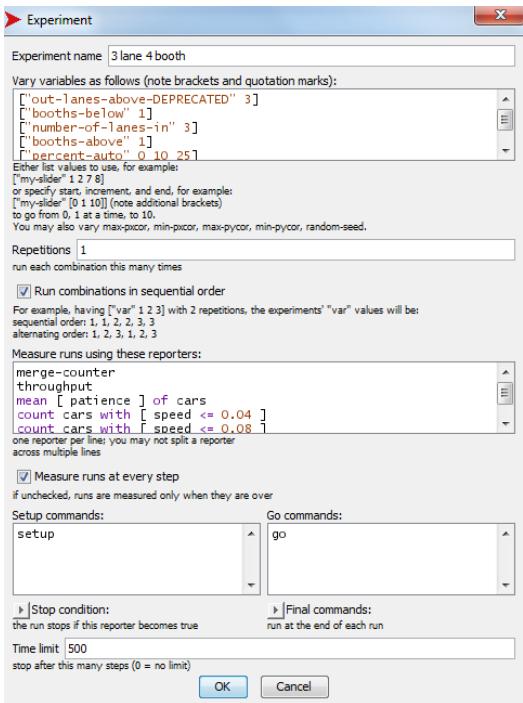 Experiment
Experiment name 3 lane 4 booth
Vary variables as follows (note brackets and quotation marks):
["out-lanes-above-DEPRECATED" 3]
["booths-below" 1]
["number-of-lanes-in" 3]
["booths-above" 1]
["percent-auto" 0 10 25]
Either list values to use, for example:
["my-slider" 1 2 7 8]
or specify start, increment, and end, for example:
["my-slider" [0 1 10]] (note additional brackets)
to go from 0, 1 at a time, to 10.
You may also vary max-pxcor, min-pxcor, max-pycor, min-pycor, random-seed.
Repetitions 1
run each combination this many times
Run combinations in sequential order
For example, having ["var" 1 2 3] with 2 repetitions, the experiments' "var" values will be:
sequential order: 1, 1, 2, 2, 3, 3
alternating order: 1, 2, 3, 1, 2, 3
Measure runs using these reporters:
merge-counter
throughput
mean [ patience ] of cars
count cars with [ speed <= 0.04 ]
count cars with [ speed <= 0.08 ]
one reporter per line; you may not split a reporter
across multiple lines
Measure runs at every step
if unchecked, runs are measured only when they are over
Setup commands: Go commands:
setup go
Stop condition: Final commands:
the run stops if this reporter becomes true run at the end of each run
Time limit 500
stop after this many steps (0 = no limit)
OK Cancel